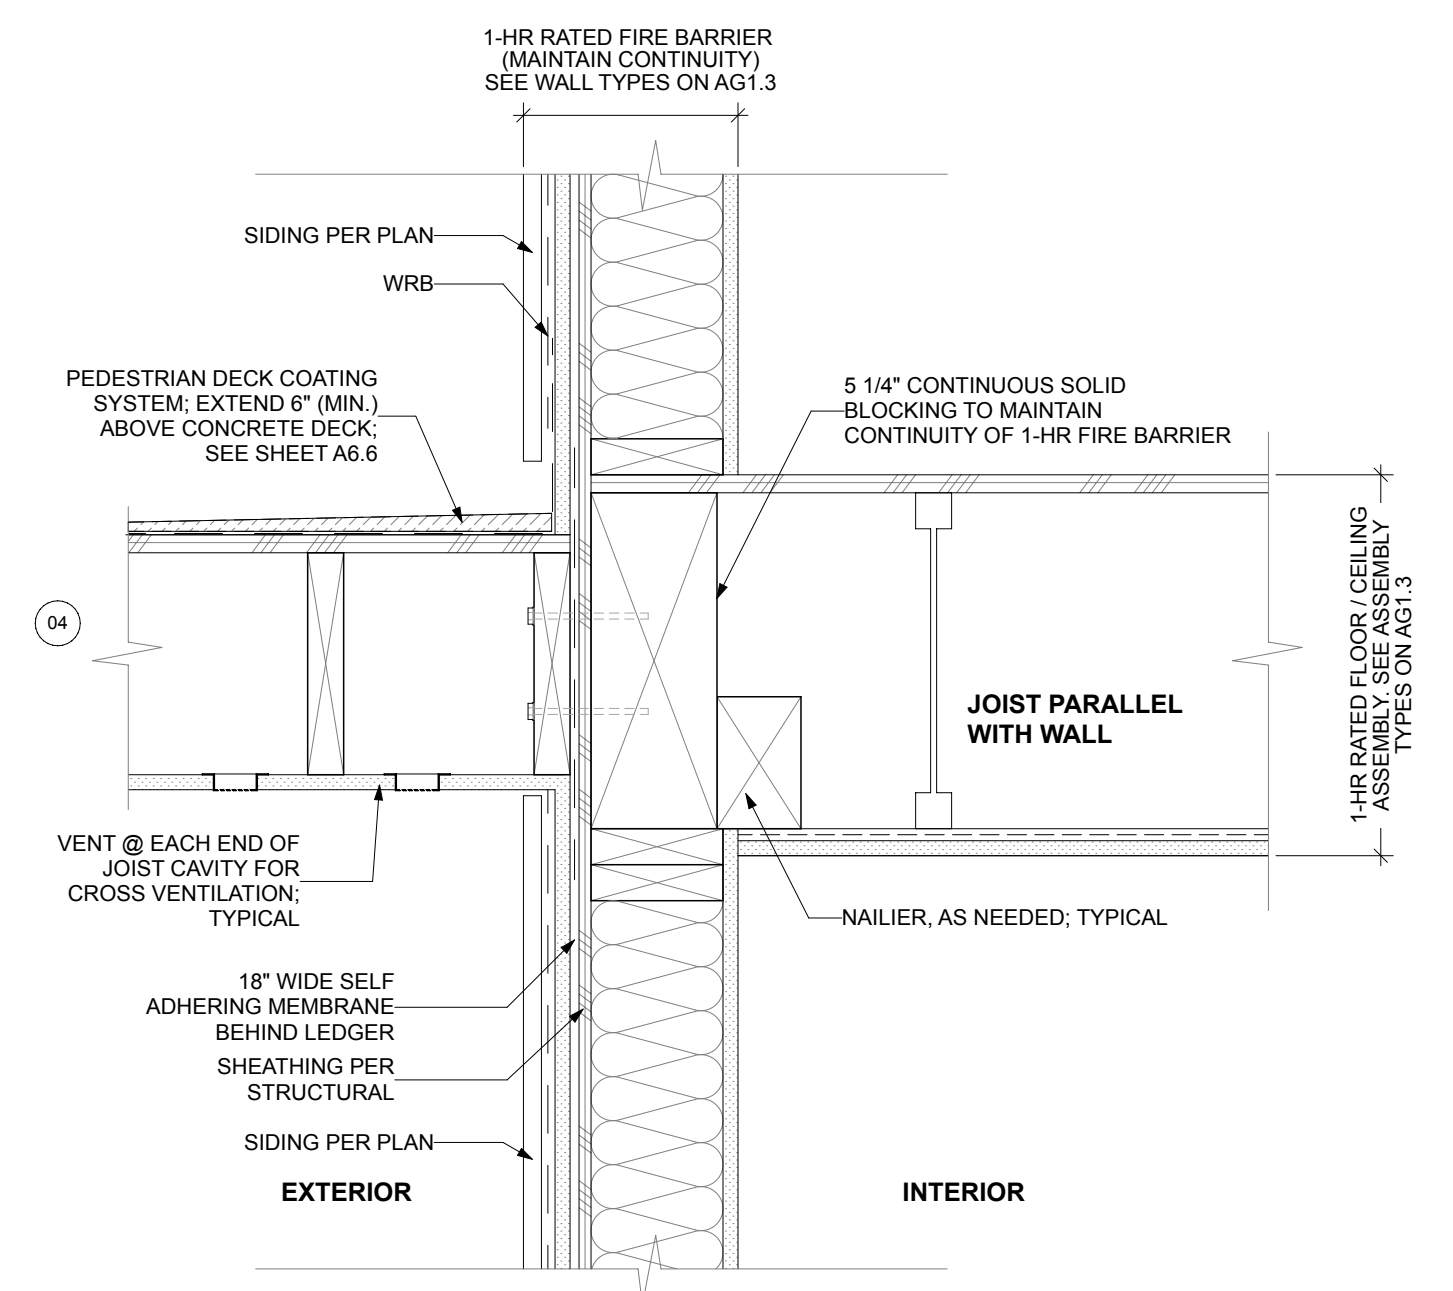 1-HR RATED FIRE BARRIER
(MAINTAIN CONTINUITY)
SEE WALL TYPES ON AG1.3
SIDING PER PLAN
WRB
PEDESTRIAN DECK COATING
SYSTEM; EXTEND 6" (MIN.)
ABOVE CONCRETE DECK;
SEE SHEET A6.6
5 1/4" CONTINUOUS SOLID
BLOCKING TO MAINTAIN
CONTINUITY OF 1-HR FIRE BARRIER
1-HR RATED FLOOR / CEILING
ASSEMBLY. SEE ASSEMBLY
TYPES ON AG1.3
04
JOIST PARALLEL
WITH WALL
VENT @ EACH END OF
JOIST CAVITY FOR
CROSS VENTILATION;
TYPICAL
NAILIER, AS NEEDED; TYPICAL
18" WIDE SELF
ADHERING MEMBRANE
BEHIND LEDGER
SHEATHING PER
STRUCTURAL
SIDING PER PLAN
EXTERIOR
INTERIOR